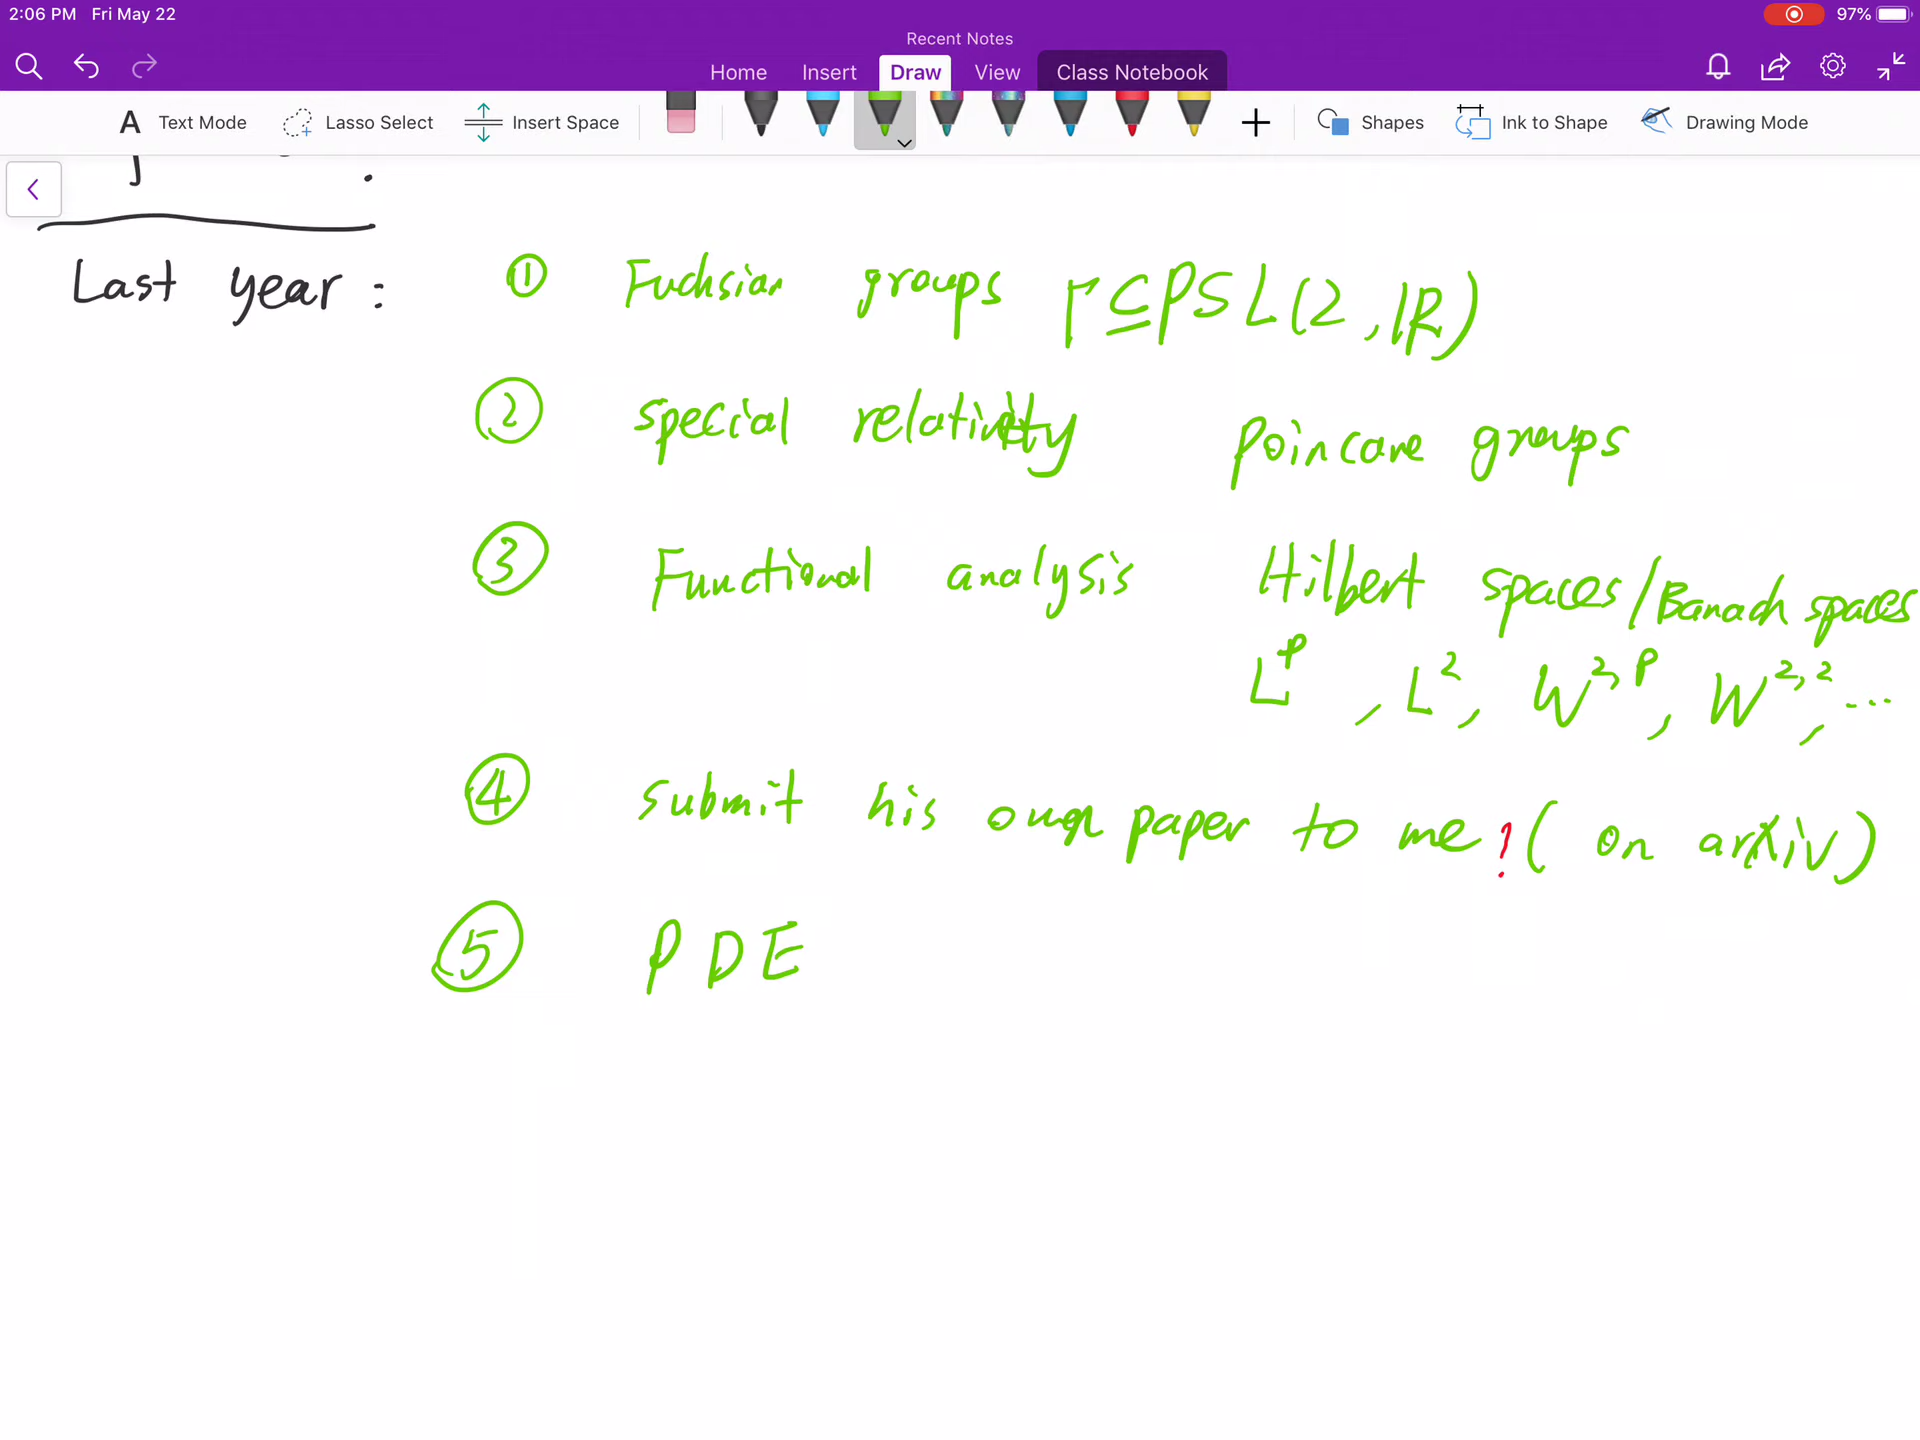 2:06 PM Fri May 22 97%
Recent Notes
Home Insert Draw View Class Notebook
A Text Mode Lasso Select Insert Space Shapes Ink to Shape Drawing Mode
Last year : ① Fuchsian groups Γ ⊆ PSL(2, ℝ)
② special relativity Poincare groups
③ Functional analysis Hilbert spaces / Banach spaces
L^p, L^2, W^{2,p}, W^{2,2}, ...
④ submit his own paper to me ! ( on arXiv )
⑤ PDE